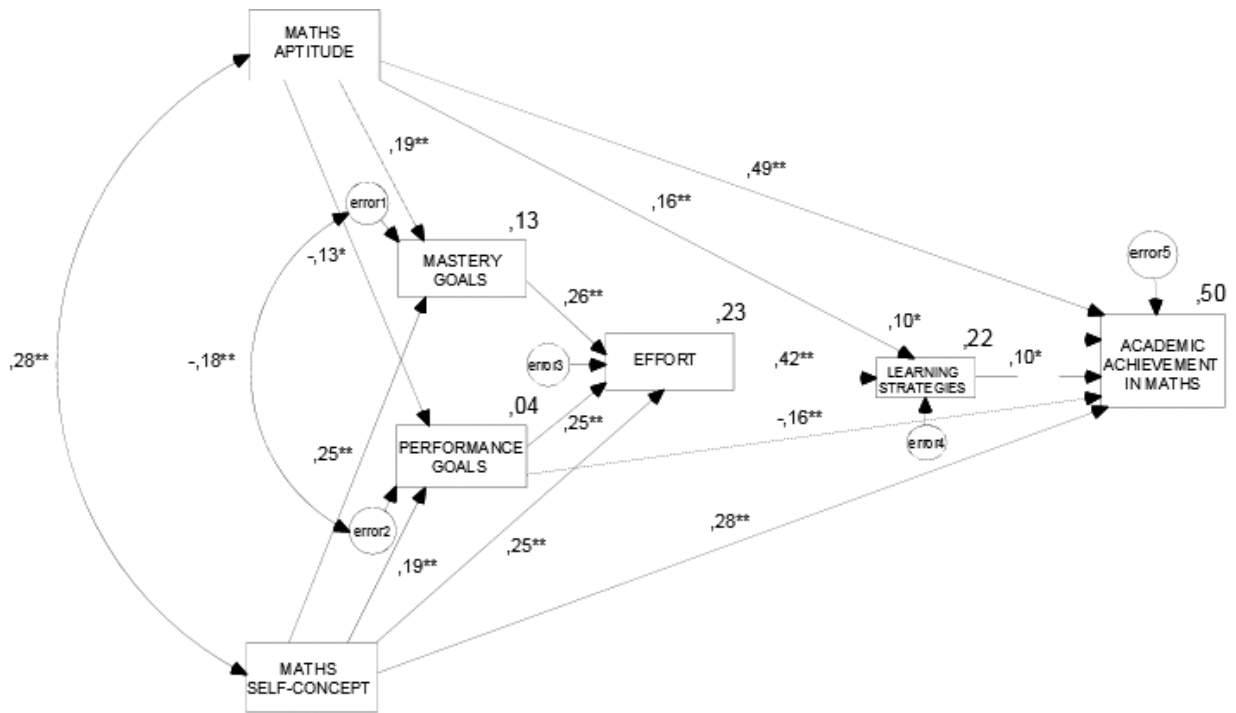 MATHS
APTITUDE
,19**
,49**
,16**
error1
,13
-,13*
MASTERY
GOALS
error5
,50
,26**
,23
,10*
,22
EFFORT
ACADEMIC
ACHIEVEMENT
IN MATHS
,28**
-,18**
error3
,42**
LEARNING
STRATEGIES
,10*
,04
,25**
-,16**
error4
PERFORMANCE
GOALS
,25**
error2
,19**
,25**
,28**
MATHS
SELF-CONCEPT